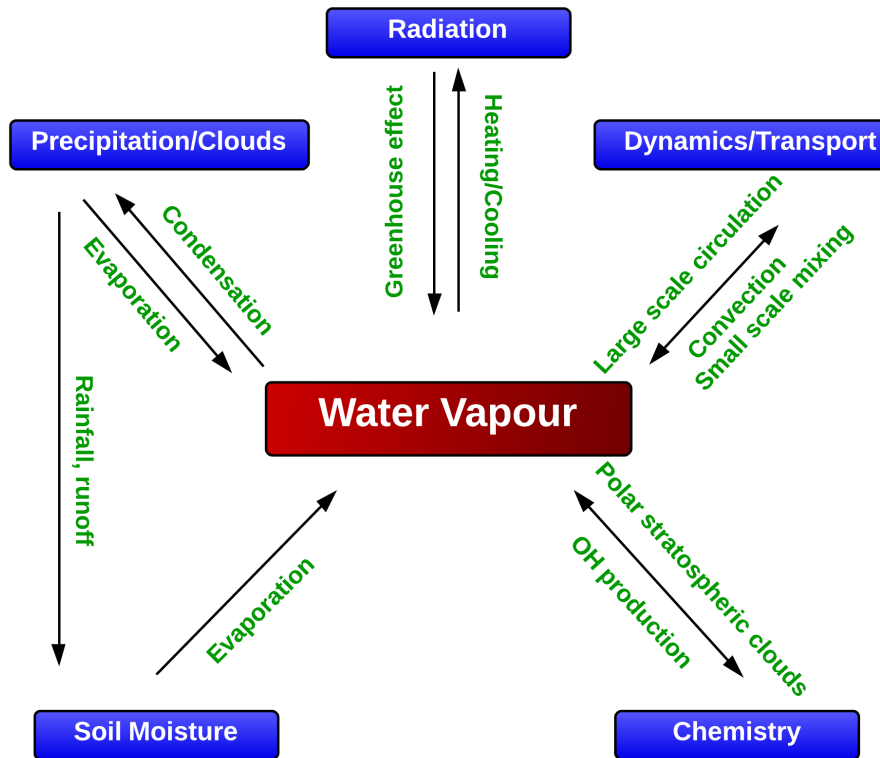 Radiation
Precipitation/Clouds
Dynamics/Transport
Greenhouse effect
Heating/Cooling
Condensation
Evaporation
Large scale circulation
Convection
Small scale mixing
Water Vapour
Rainfall, runoff
Evaporation
Polar stratospheric clouds
OH production
Soil Moisture
Chemistry